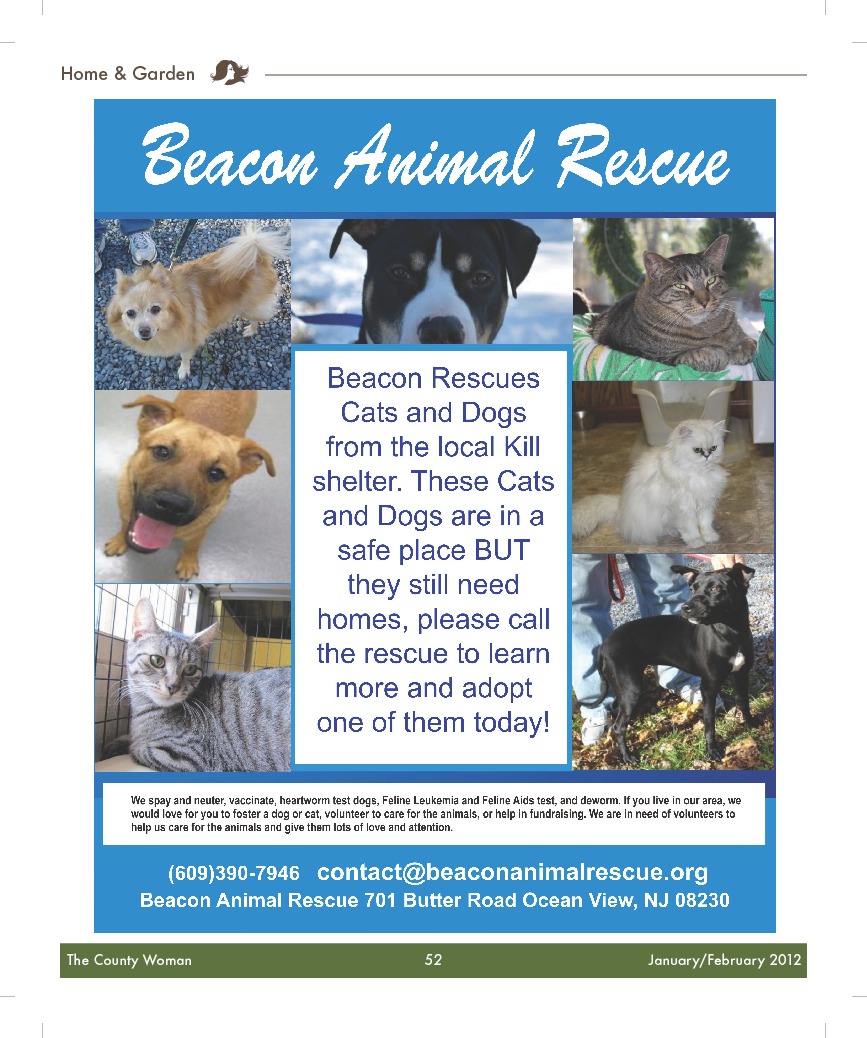 Home & Garden
Beacon Animal Rescue
Beacon Rescues
Cats and Dogs
from the local Kill
shelter. These Cats
and Dogs are in a
safe place BUT
they still need
homes, please call
the rescue to learn
more and adopt
one of them today!
We spay and neuter, vaccinate, heartworm test dogs, Feline Leukemia and Feline Aids test, and deworm. If you live in our area, we
would love for you to foster a dog or cat, volunteer to care for the animals, or help in fundraising. We are in need of volunteers to
help us care for the animals and give them lots of love and attention.
(609)390-7946 contact@beaconanimalrescue.org
Beacon Animal Rescue 701 Butter Road Ocean View, NJ 08230
The County Woman 52 January/February 2012